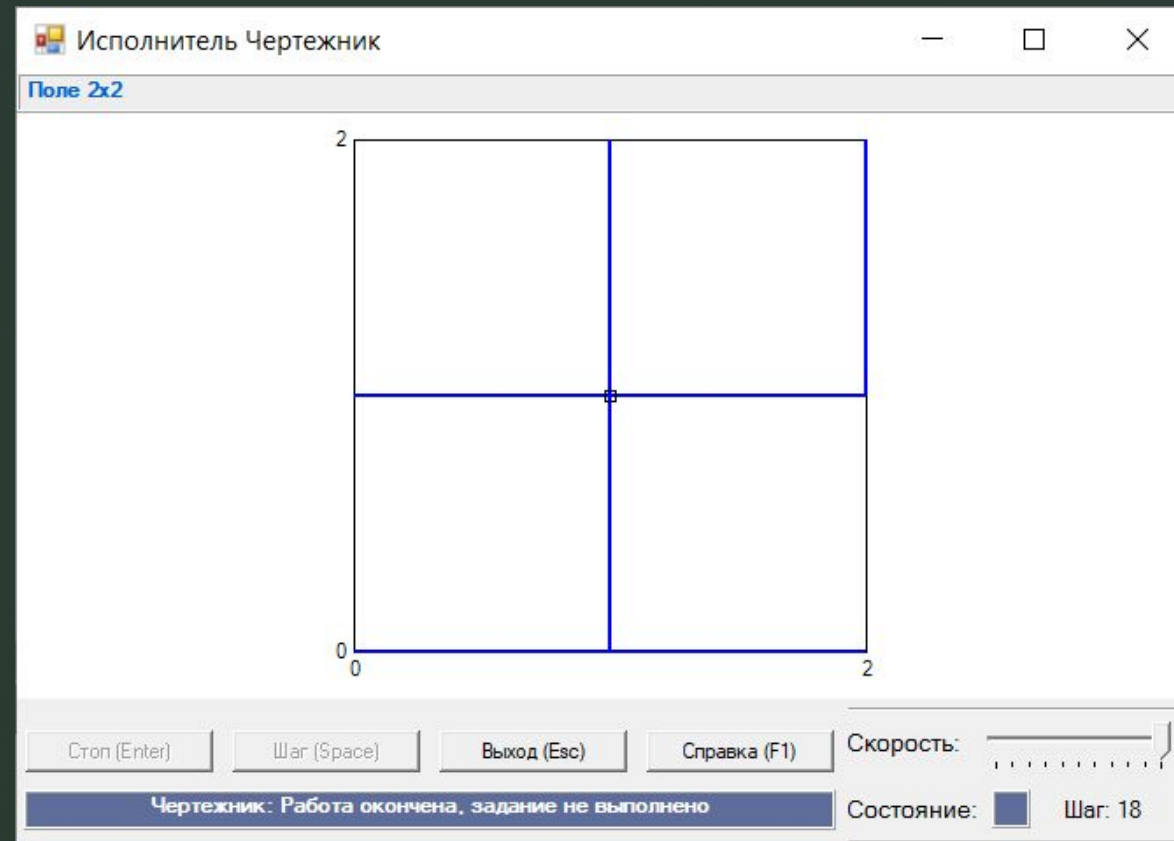 Исполнитель Чертежник
Поле 2x2
2
0
0 2
Стоп (Enter) Шаг (Space) Выход (Esc) Справка (F1) Скорость:
Чертежник: Работа окончена, задание не выполнено Состояние: Шаг: 18